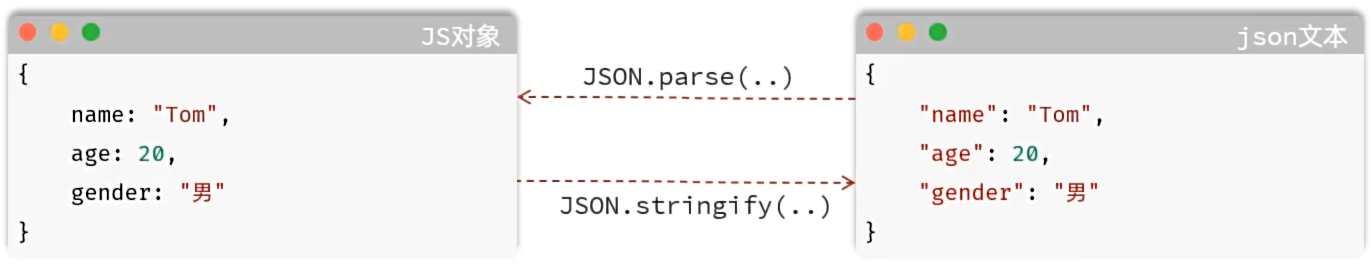 JS对象
{
name: "Tom",
age: 20,
gender: "男"
}
JSON.parse(..)
JSON.stringify(..)
json文本
{
"name": "Tom",
"age": 20,
"gender": "男"
}